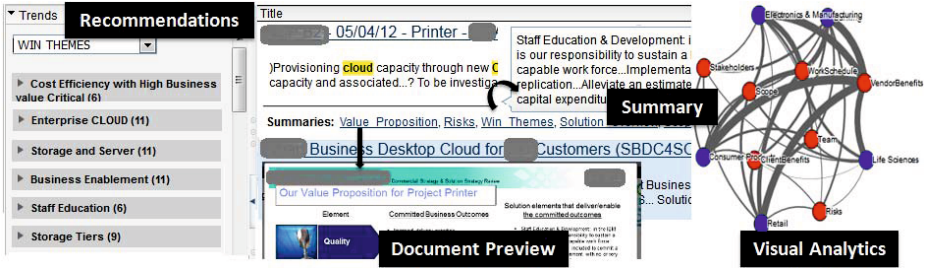 Trends
Recommendations
WIN THEMES
Cost Efficiency with High Business
value Critical (6)
Enterprise CLOUD (11)
Storage and Server (11)
Business Enablement (11)
Staff Education (6)
Storage Tiers (9)
Title
- 05/04/12 - Printer -
)Provisioning cloud capacity through new C
capacity and associated...? To be investiga
Staff Education & Development: i
is our responsibility to sustain a
capable work force...Implementa
replication...Alleviate an estimate
capital expenditu
Summary
Summaries: Value Proposition, Risks, Win Themes, Solution
Business Desktop Cloud for Customers (SBDC4SC
Our Value Proposition for Project Printer
Element
Committed Business Outcomes
Solution elements that deliver/enable
the committed outcomes
Quality
t Busines
S... Solutio
Document Preview
Electronics & Manufacturing
Stakeholders
WorkSchedule
Scope
VendorBenefits
Team
Consumer Pro
ClientBenefits
Life Sciences
Risks
Retail
Visual Analytics